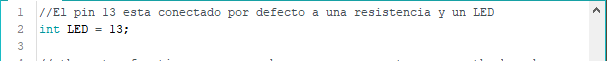 1 //El pin 13 esta conectado por defecto a una resistencia y un LED
2 int LED = 13;
3